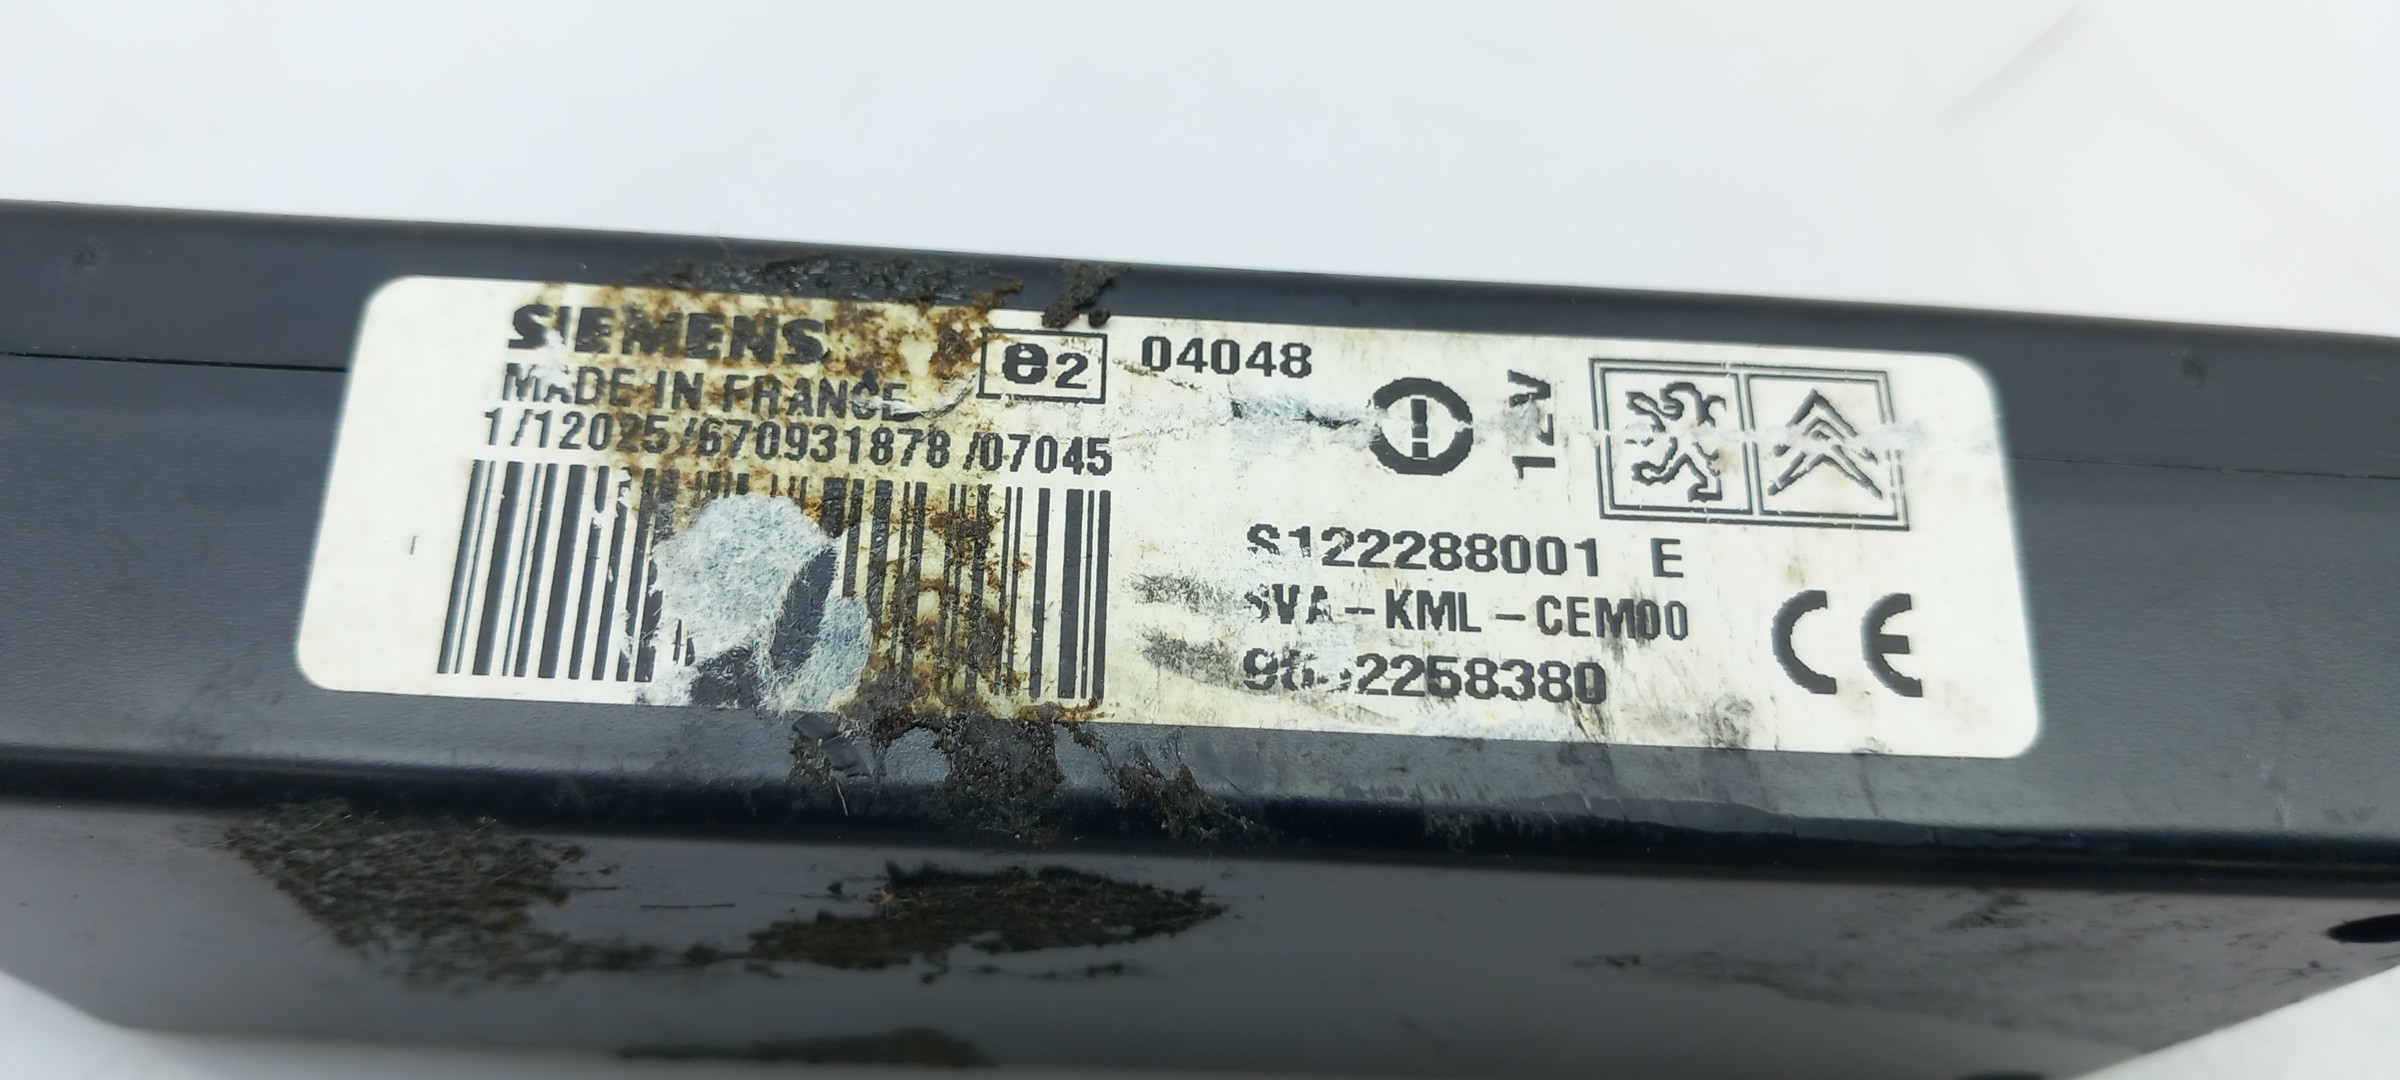 SIEMENS
e2 04048
MADE IN FRANCE
12V
1/12025/670931878/07045
S122288001 E
SVA-KML-CEM00
CE